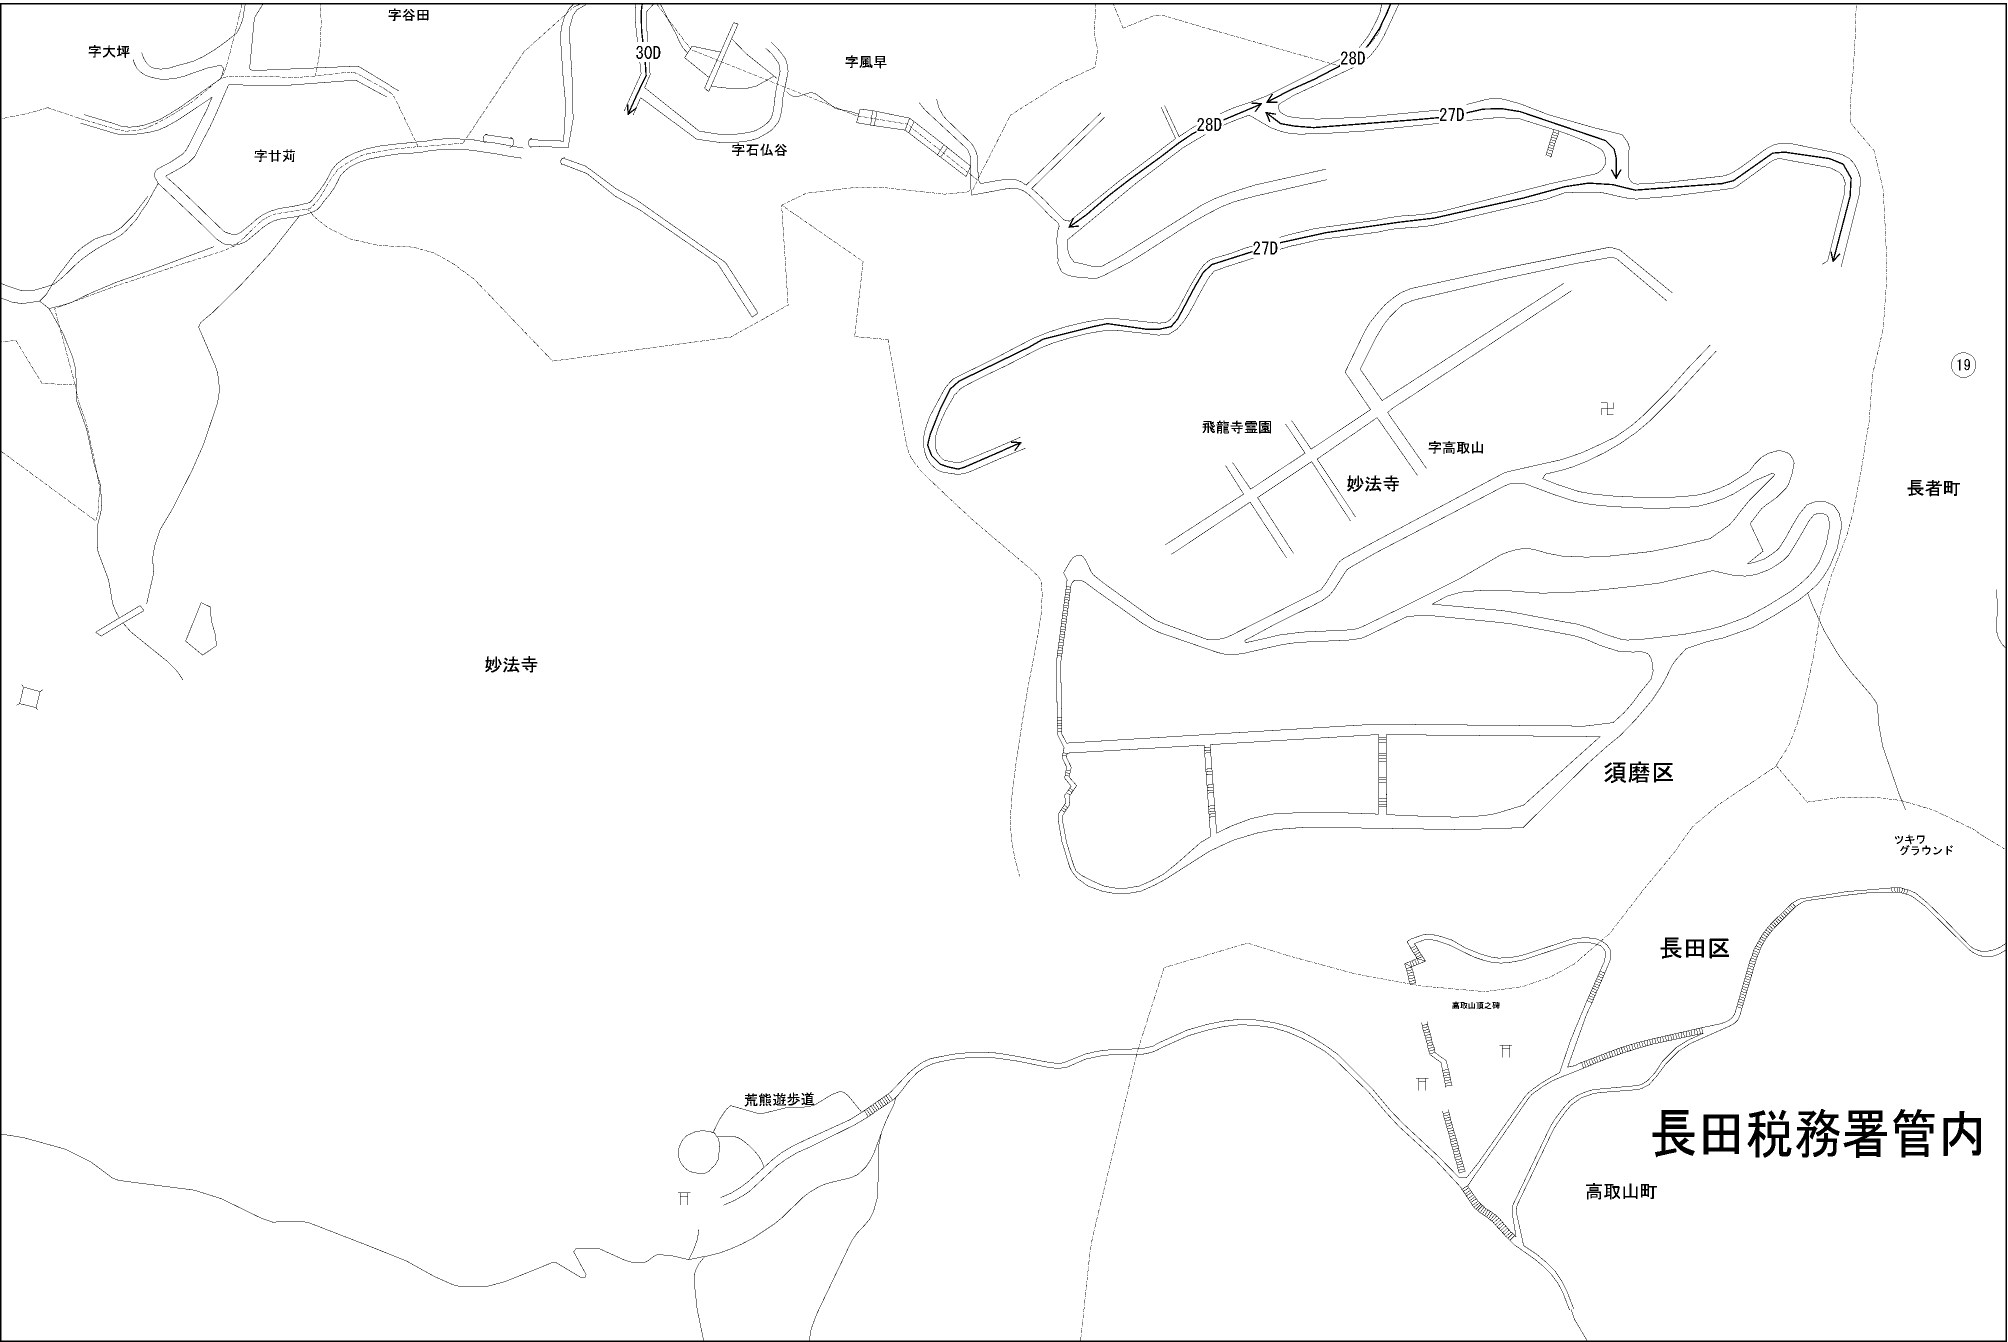 字谷田
字大坪
30D
字風早
28D
27D
28D
字石仏谷
字廿苅
27D
19
飛龍寺霊園
字高取山
妙法寺
長者町
妙法寺
須磨区
ツキワ
グラウンド
長田区
高取山頂之碑
荒熊遊歩道
長田税務署管内
高取山町